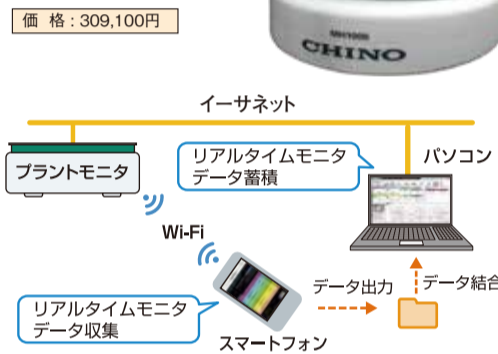 価 格：309,100円
CHINO
イーサネット
プラントモニタ
リアルタイムモニタ
データ蓄積
パソコン
Wi-Fi
データ出力
データ結合
リアルタイムモニタ
データ収集
スマートフォン